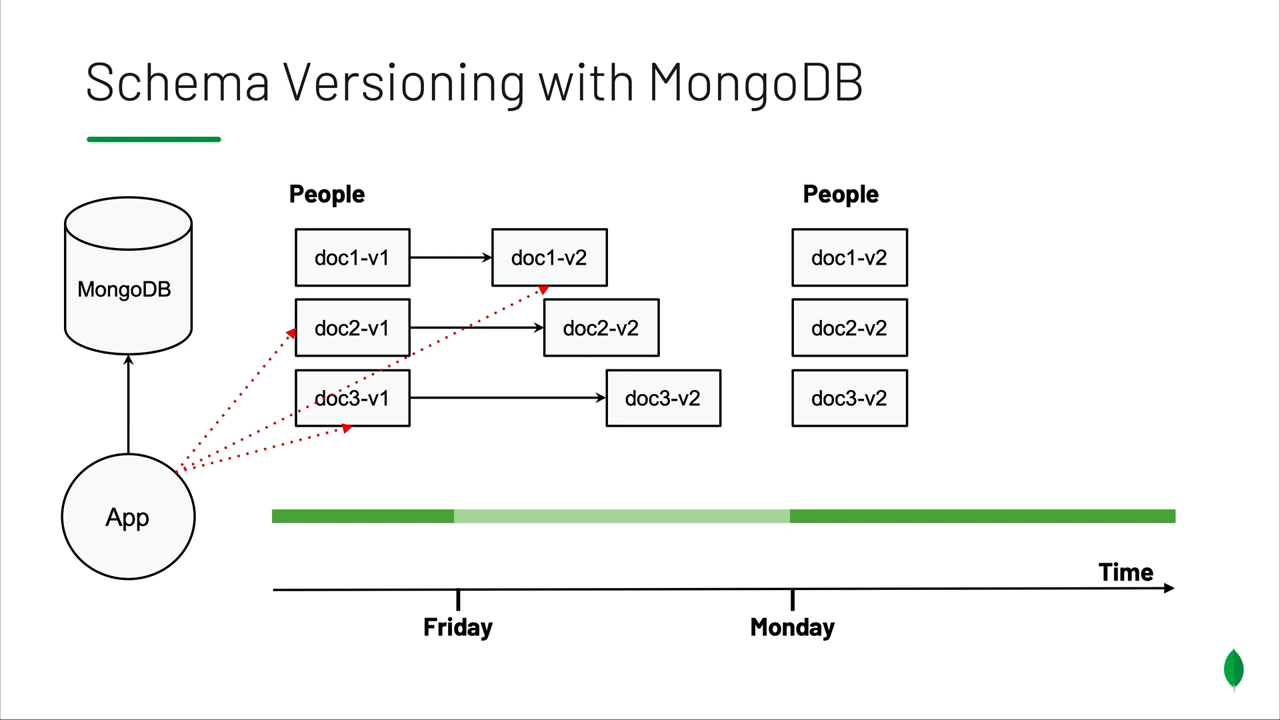 Schema Versioning with MongoDB
People
People
MongoDB
doc1-v1
doc1-v2
doc1-v2
doc2-v1
doc2-v2
doc2-v2
doc3-v1
doc3-v2
doc3-v2
App
Time
Friday
Monday